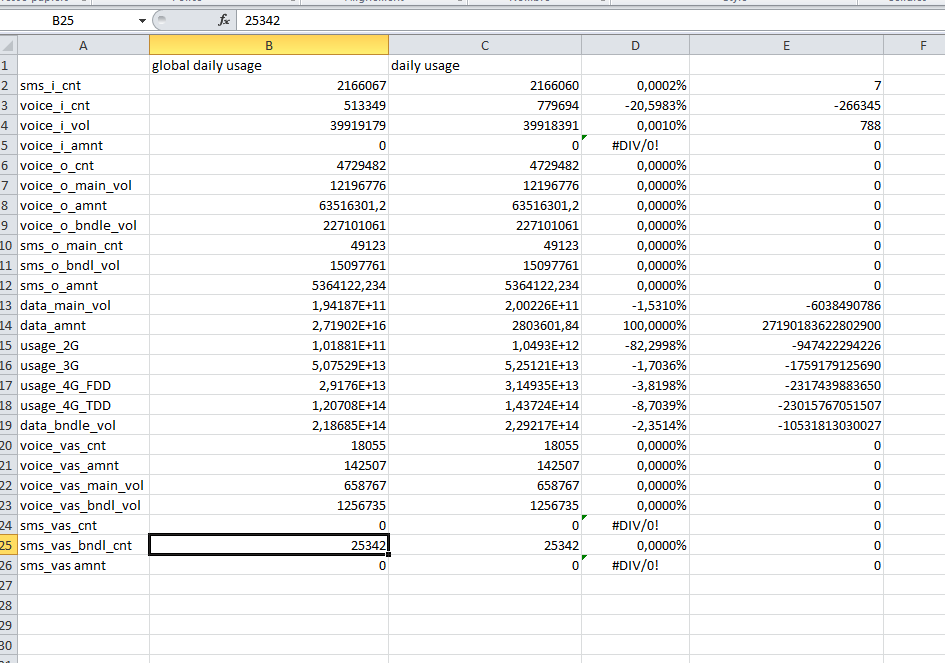 B25 fx 25342
A B C D E F
1 global daily usage daily usage
2 sms_i_cnt 2166067 2166060 0,0002% 7
3 voice_i_cnt 513349 779694 -20,5983% -266345
4 voice_i_vol 39919179 39918391 0,0010% 788
5 voice_i_amnt 0 0 #DIV/0! 0
6 voice_o_cnt 4729482 4729482 0,0000% 0
7 voice_o_main_vol 12196776 12196776 0,0000% 0
8 voice_o_amnt 63516301,2 63516301,2 0,0000% 0
9 voice_o_bndle_vol 227101061 227101061 0,0000% 0
10 sms_o_main_cnt 49123 49123 0,0000% 0
11 sms_o_bndl_vol 15097761 15097761 0,0000% 0
12 sms_o_amnt 5364122,234 5364122,234 0,0000% 0
13 data_main_vol 1,94187E+11 2,00226E+11 -1,5310% -6038490786
14 data_amnt 2,71902E+16 2803601,84 100,0000% 27190183622802900
15 usage_2G 1,01881E+11 1,0493E+12 -82,2998% -947422294226
16 usage_3G 5,07529E+13 5,25121E+13 -1,7036% -1759179125690
17 usage_4G_FDD 2,9176E+13 3,14935E+13 -3,8198% -2317439883650
18 usage_4G_TDD 1,20708E+14 1,43724E+14 -8,7039% -23015767051507
19 data_bndle_vol 2,18685E+14 2,29217E+14 -2,3514% -10531813030027
20 voice_vas_cnt 18055 18055 0,0000% 0
21 voice_vas_amnt 142507 142507 0,0000% 0
22 voice_vas_main_vol 658767 658767 0,0000% 0
23 voice_vas_bndl_vol 1256735 1256735 0,0000% 0
24 sms_vas_cnt 0 0 #DIV/0! 0
25 sms_vas_bndl_cnt 25342 25342 0,0000% 0
26 sms_vas amnt 0 0 #DIV/0! 0
27
28
29
30